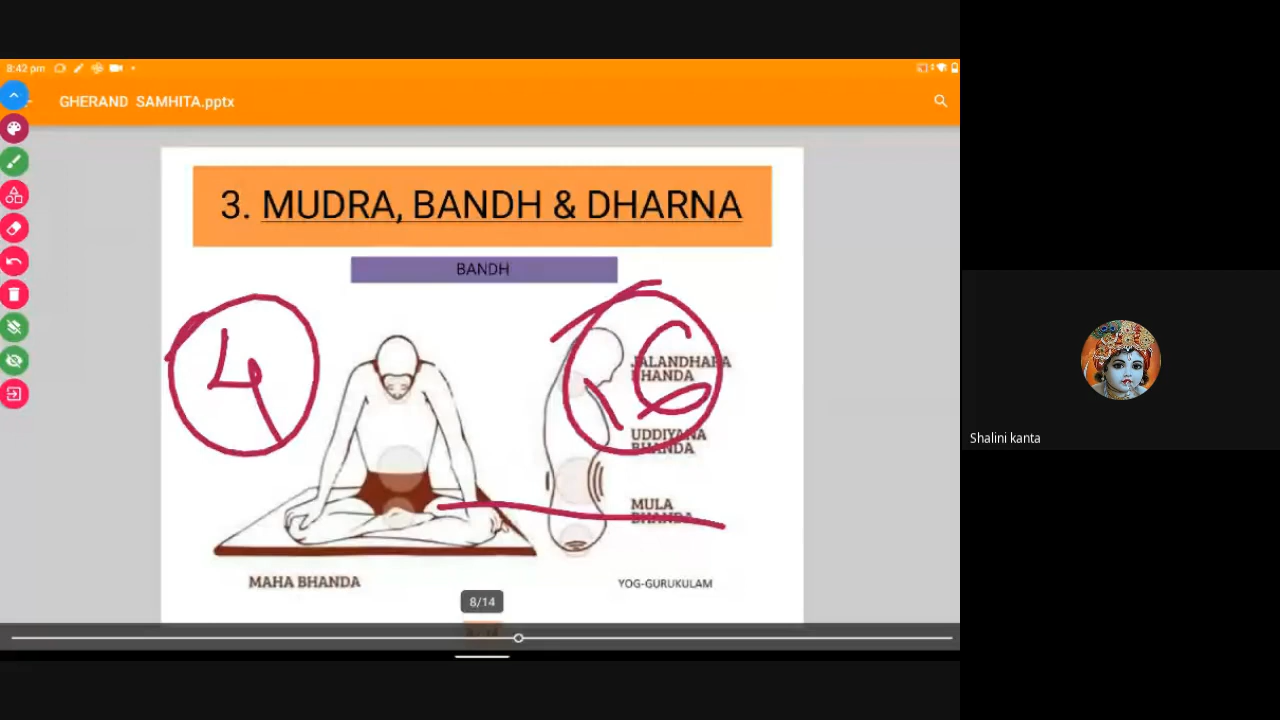 8:42 pm
GHERAND SAMHITA.pptx
3. MUDRA, BANDH & DHARNA
BANDH
4
JALANDHARA
BHANDA
UDDIYANA
BHANDA
MULA
BHANDA
MAHA BHANDA
YOG-GURUKULAM
8/14
Shalini kanta